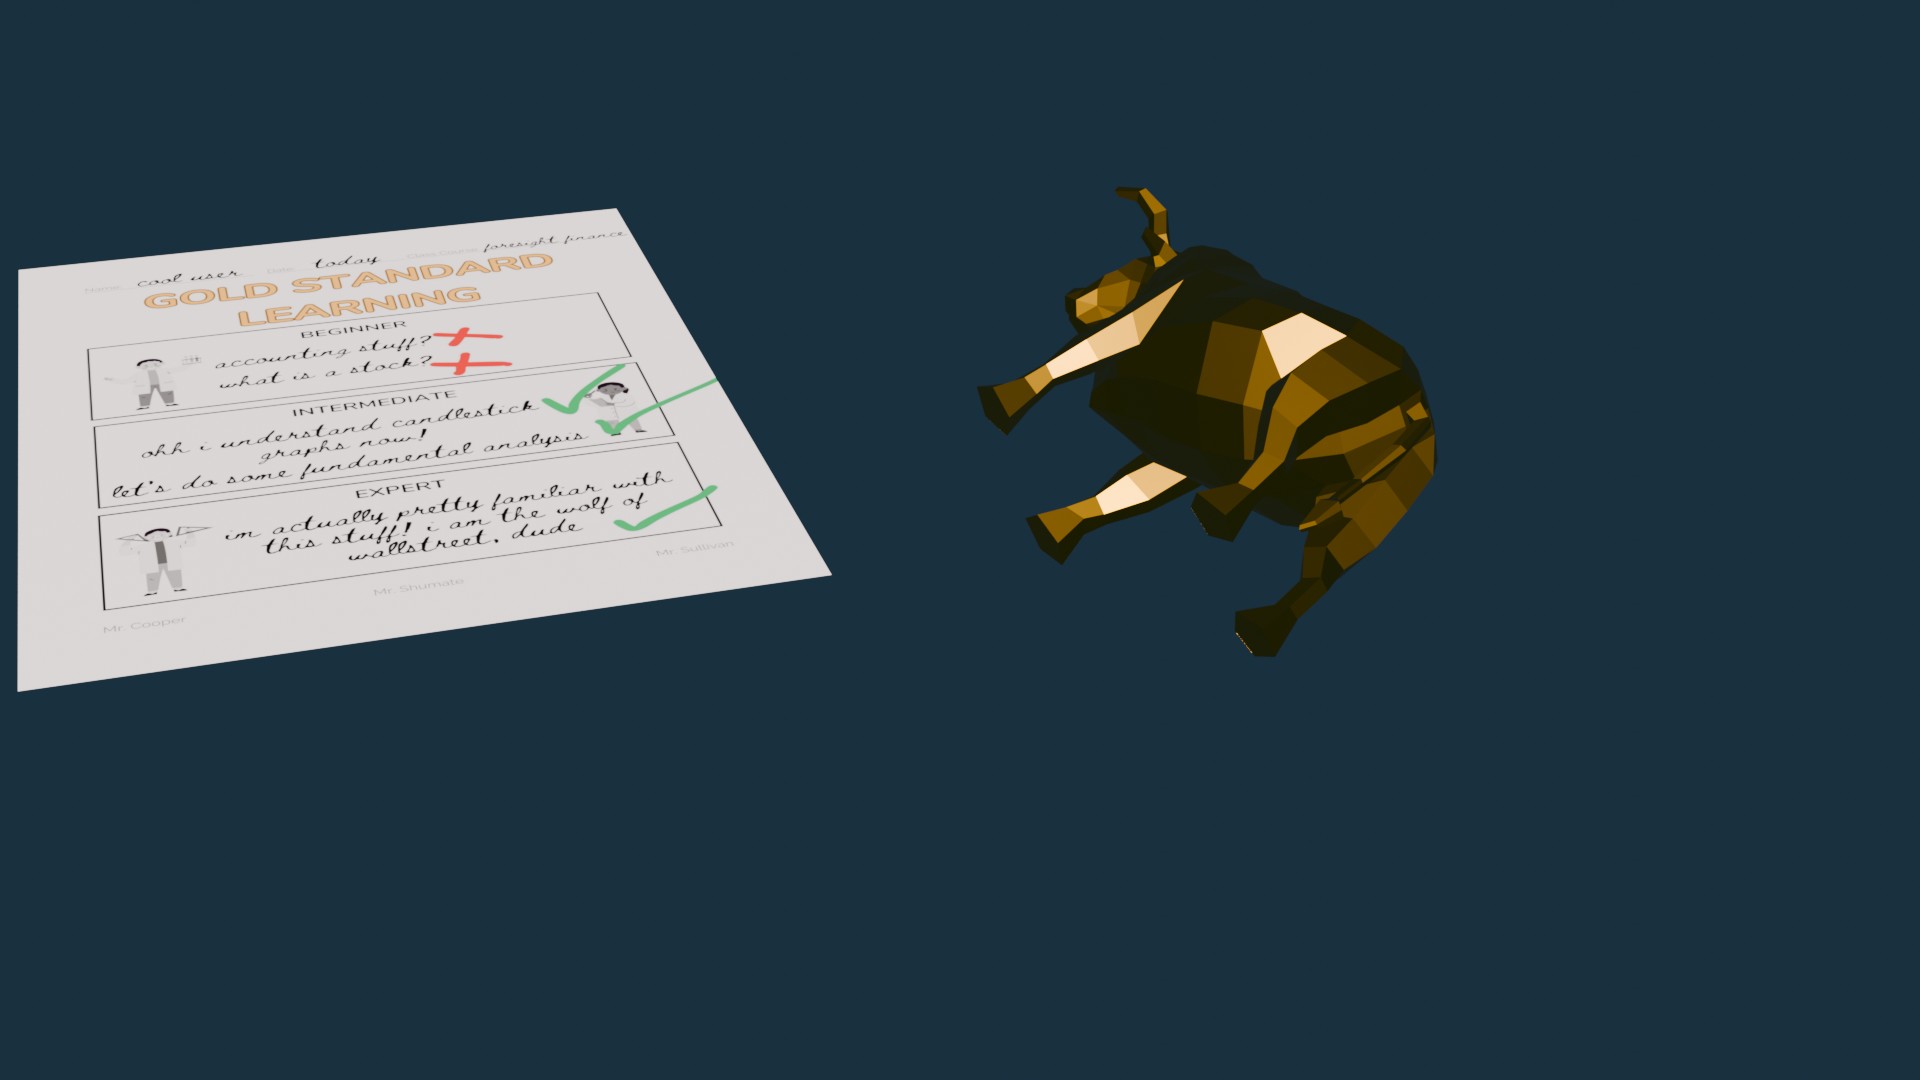 Name: cool user Date: today foresight finance
GOLD STANDARD
LEARNING
BEGINNER
accounting stuff?
what is a stock?
INTERMEDIATE
ohh i understand candlestick
graphs now!
let's do some fundamental analysis
EXPERT
im actually pretty familiar with
this stuff! i am the wolf of
wallstreet, dude
Mr. Cooper
Mr. Shumate
Mr. Sullivan